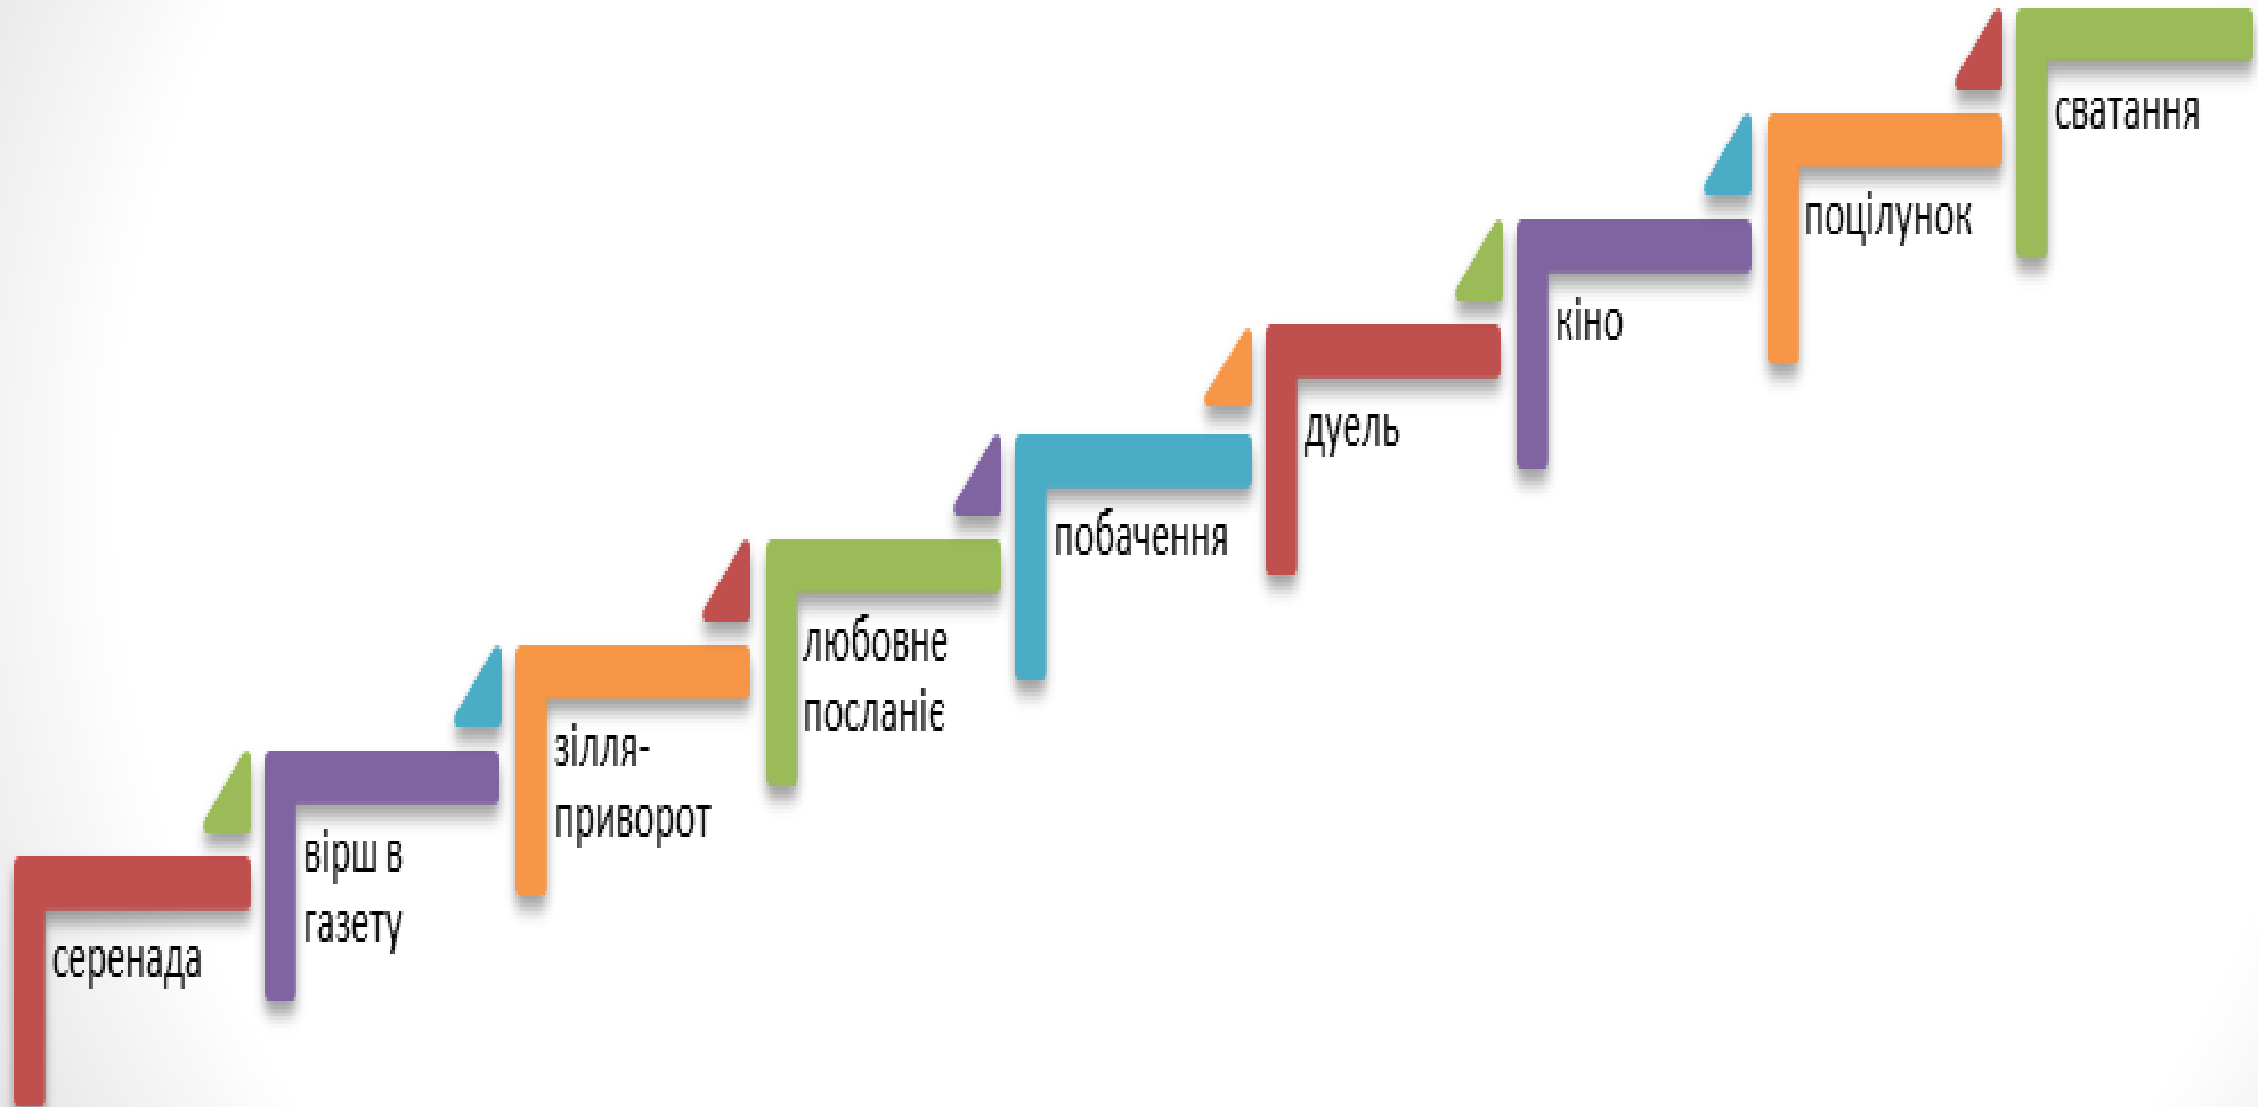 серенада
вірш в
газету
зілля-
приворот
любовне
посланіє
побачення
дуель
кіно
поцілунок
сватання